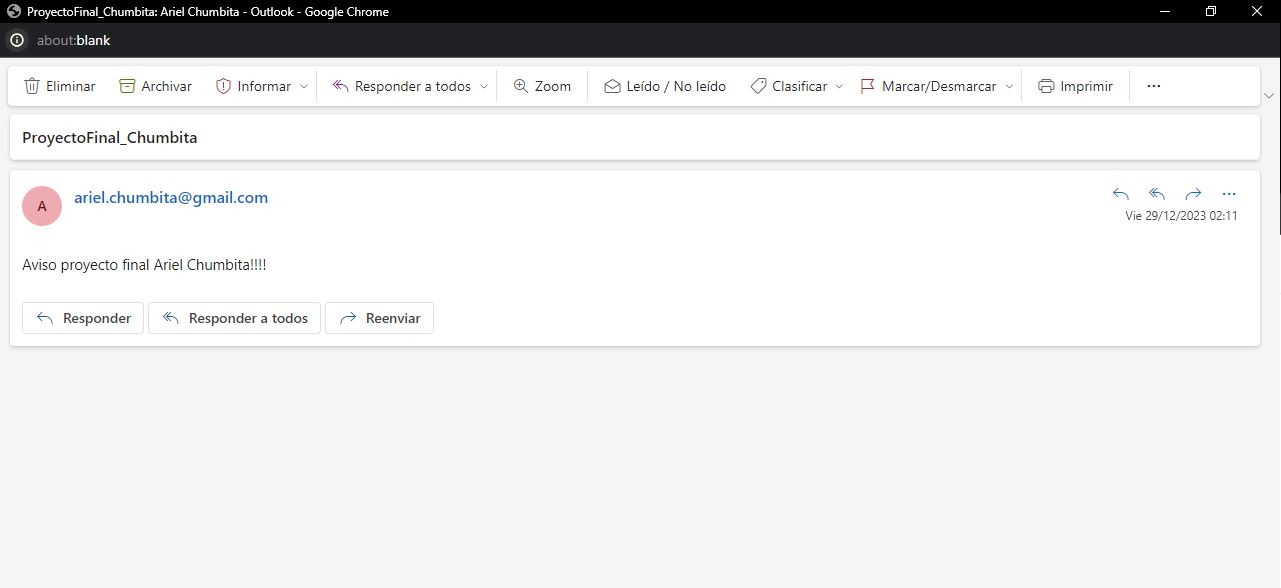 ProyectoFinal_Chumbita: Ariel Chumbita - Outlook - Google Chrome
about:blank
Eliminar Archivar Informar Responder a todos Zoom Leído / No leído Clasificar Marcar/Desmarcar Imprimir ...
ProyectoFinal_Chumbita
A ariel.chumbita@gmail.com
Vie 29/12/2023 02:11
Aviso proyecto final Ariel Chumbita!!!!
Responder Responder a todos Reenviar